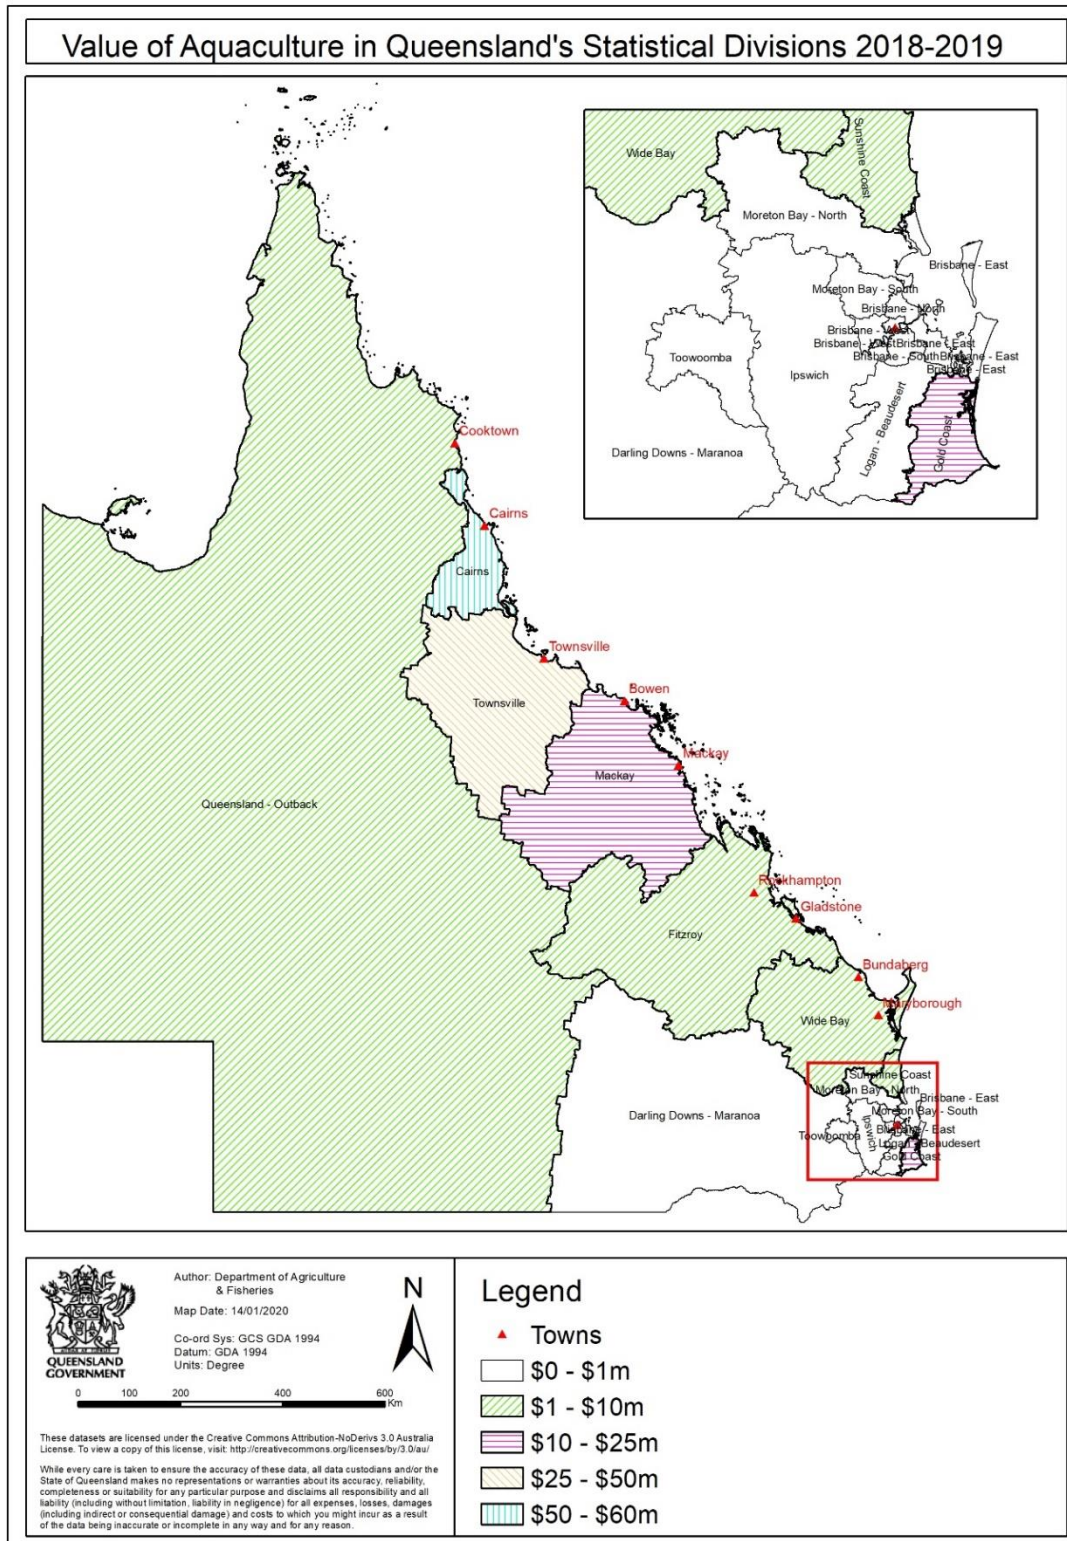 Value of Aquaculture in Queensland's Statistical Divisions 2018-2019
Wide Bay
Sunshine Coast
Moreton Bay - North
Brisbane - East
Moreton Bay - South
Brisbane - North
Brisbane - West
Brisbane - West
Brisbane - East
Brisbane - South
Brisbane - East
Brisbane - East
Toowoomba
Ipswich
Logan - Beaudesert
Gold Coast
Darling Downs - Maranoa
Cooktown
Cairns
Cairns
Townsville
Townsville
Bowen
Mackay
Mackay
Queensland - Outback
Rockhampton
Gladstone
Fitzroy
Bundaberg
Maryborough
Wide Bay
Sunshine Coast
Moreton Bay - North
Brisbane - East
Moreton Bay - South
Darling Downs - Maranoa
Brisbane - East
Toowoomba
Ipswich
Logan - Beaudesert
Gold Coast
QUEENSLAND
GOVERNMENT
Author: Department of Agriculture
& Fisheries
Map Date: 14/01/2020
Co-ord Sys: GCS GDA 1994
Datum: GDA 1994
Units: Degree
N
0 100 200 400 600
Km
These datasets are licensed under the Creative Commons Attribution-NoDerivs 3.0 Australia
License. To view a copy of this license, visit: http://creativecommons.org/licenses/by/3.0/au/
While every care is taken to ensure the accuracy of these data, all data custodians and/or the
State of Queensland makes no representations or warranties about its accuracy, reliability,
completeness or suitability for any particular purpose and disclaims all responsibility and all
liability (including without limitation, liability in negligence) for all expenses, losses, damages
(including indirect or consequential damage) and costs to which you might incur as a result
of the data being inaccurate or incomplete in any way and for any reason.
Legend
Towns
$0 - $1m
$1 - $10m
$10 - $25m
$25 - $50m
$50 - $60m